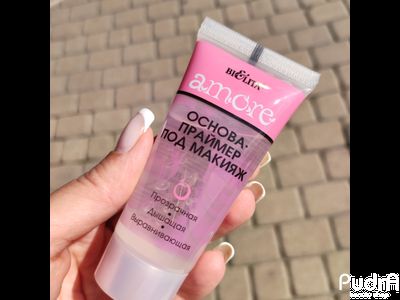 BIELITA
amore
ОСНОВА-
ПРАЙМЕР
ПОД МАКИЯЖ
Прозрачная
Дышащая
Выравнивающая
PudrA